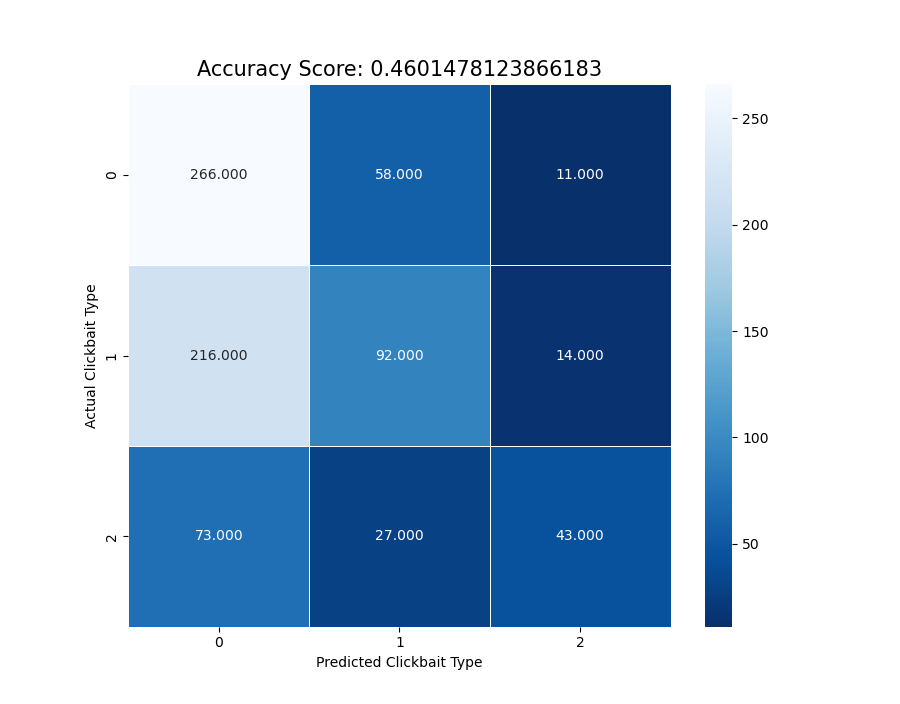 Accuracy Score: 0.4601478123866183
266.000 58.000 11.000
216.000 92.000 14.000
73.000 27.000 43.000
0
1
2
Actual Clickbait Type
0 1 2
Predicted Clickbait Type
250
200
150
100
50